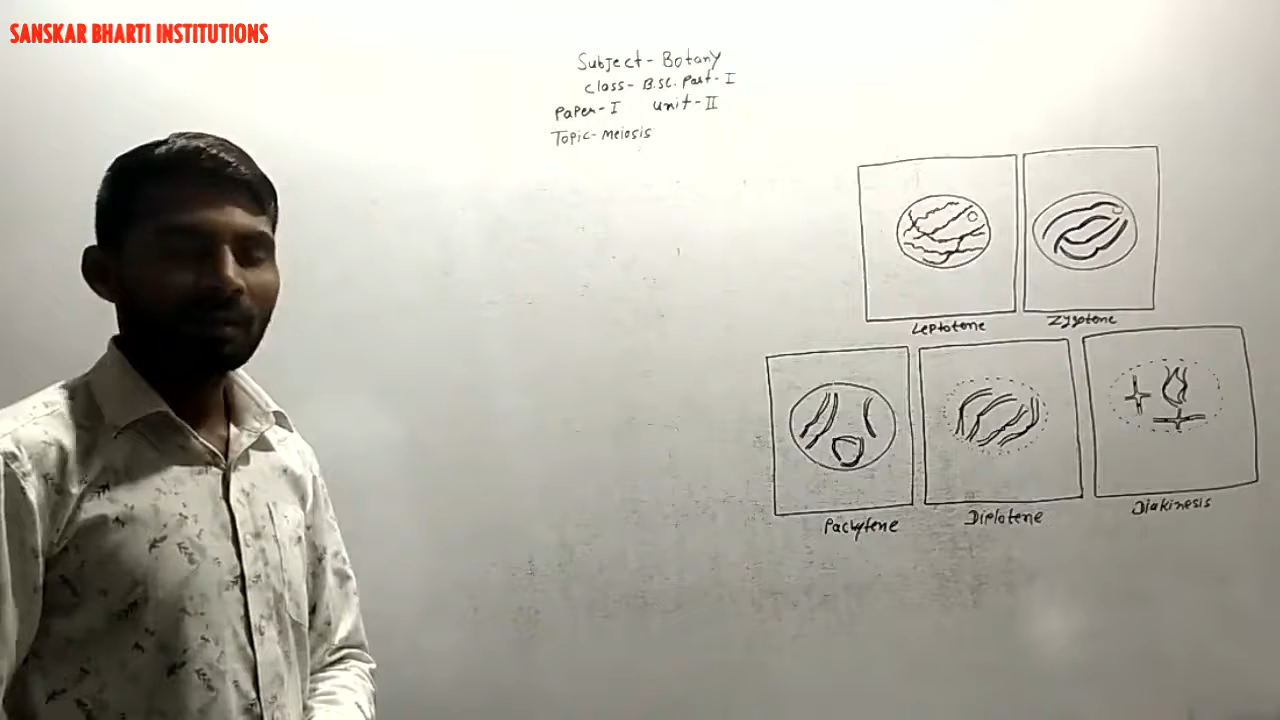 SANSKAR BHARTI INSTITUTIONS
Subject - Botany
Class - B.Sc. Part - I
Paper - I Unit - II
Topic - Meiosis
Leptotene
Zygotene
Pachytene
Diplotene
Diakinesis